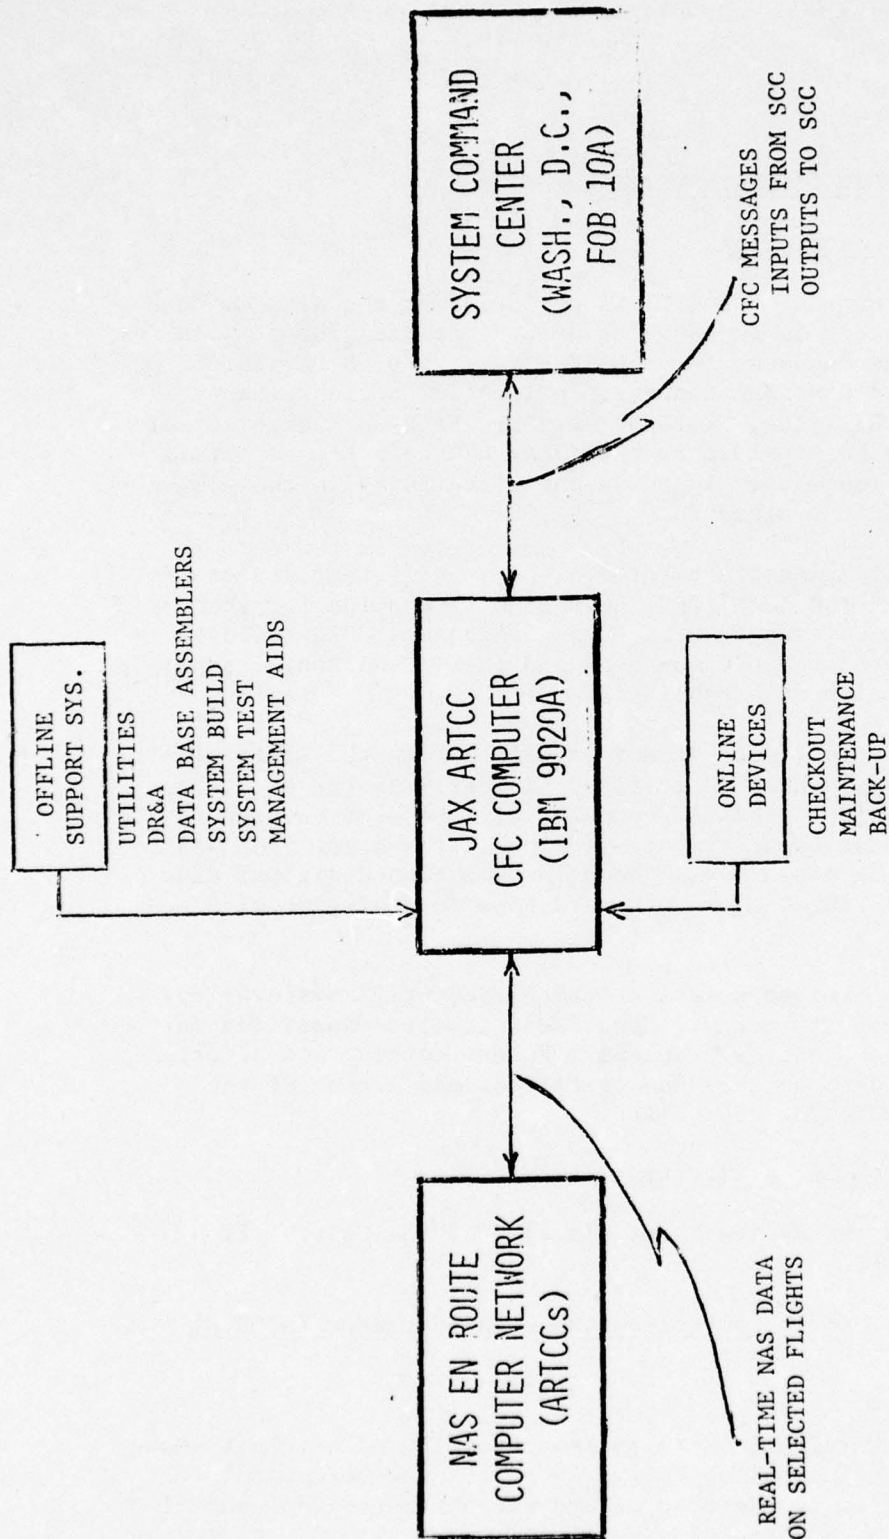 OFFLINE
SUPPORT SYS.
UTILITIES
DR&A
DATA BASE ASSEMBLERS
SYSTEM BUILD
SYSTEM TEST
MANAGEMENT AIDS
NAS EN ROUTE
COMPUTER NETWORK
(ARTCCs)
JAX ARTCC
CFC COMPUTER
(IBM 9020A)
SYSTEM COMMAND
CENTER
(WASH., D.C.,
FOB 10A)
REAL-TIME NAS DATA
ON SELECTED FLIGHTS
ONLINE
DEVICES
CHECKOUT
MAINTENANCE
BACK-UP
CFC MESSAGES
INPUTS FROM SCC
OUTPUTS TO SCC